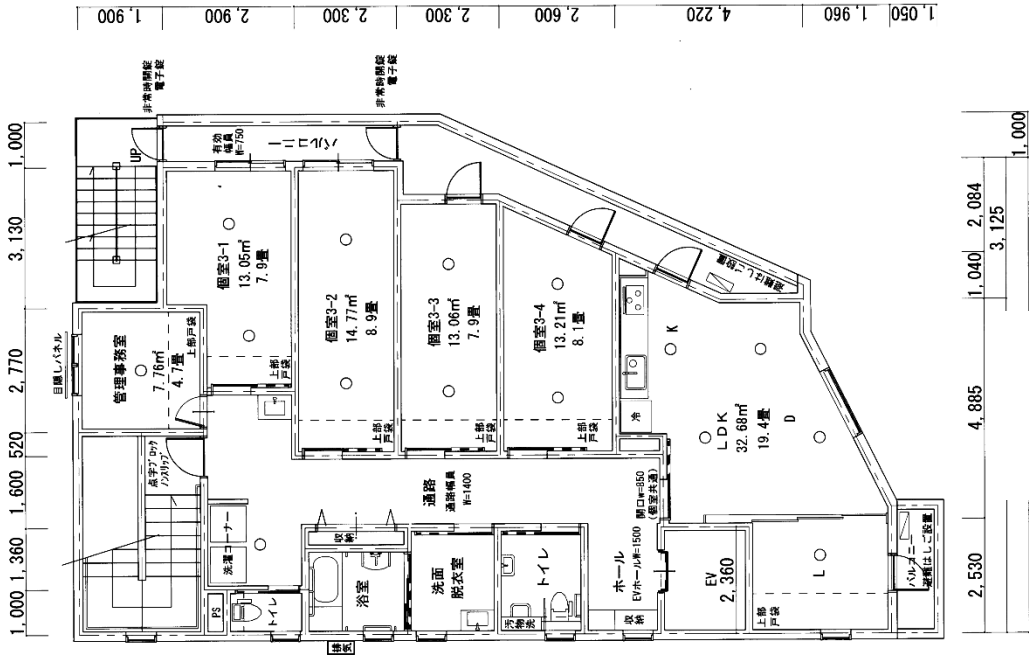 1,900
2,900
2,300
2,300
2,600
4,220
1,960
1,050
非常時開錠
電子錠
非常時開錠
電子錠
1,000
3,130
2,770
520
1,600
1,360
1,000
UP
有効
幅員
W=750
バルコニー
個室3-1
13.05㎡
7.9畳
上部
戸袋
個室3-2
14.77㎡
8.9畳
上部
戸袋
個室3-3
13.06㎡
7.9畳
上部
戸袋
個室3-4
13.21㎡
8.1畳
上部
戸袋
目隠しパネル
管理事務室
7.76㎡
4.7畳
上部戸袋
点字ブロック
ノンスリップ
避難はしご設置
K
冷
LDK
32.68㎡
19.4畳
D
通路
通路幅員
W=1400
開口w=850
(個室共通)
洗濯コーナー
収納
PS
トイレ
浴室
排気
洗面
脱衣室
トイレ
汚物洗
ホール
EVホールW=1500
収納
EV
2,360
上部
戸袋
L
バルコニー
避難はしご設置
1,000
2,084
1,040
3,125
4,885
2,530